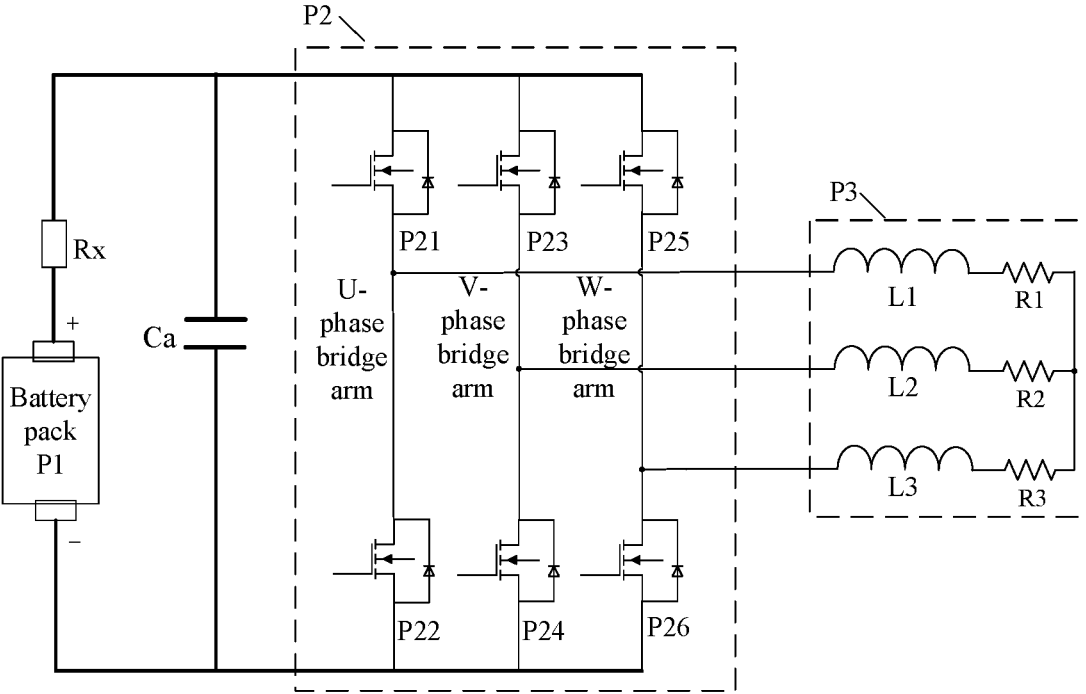 P2
P3
Rx
+
Ca
Battery
pack
P1
−
P21
P23
P25
U-
phase
bridge
arm
V-
phase
bridge
arm
W-
phase
bridge
arm
L1
R1
L2
R2
L3
R3
P22
P24
P26